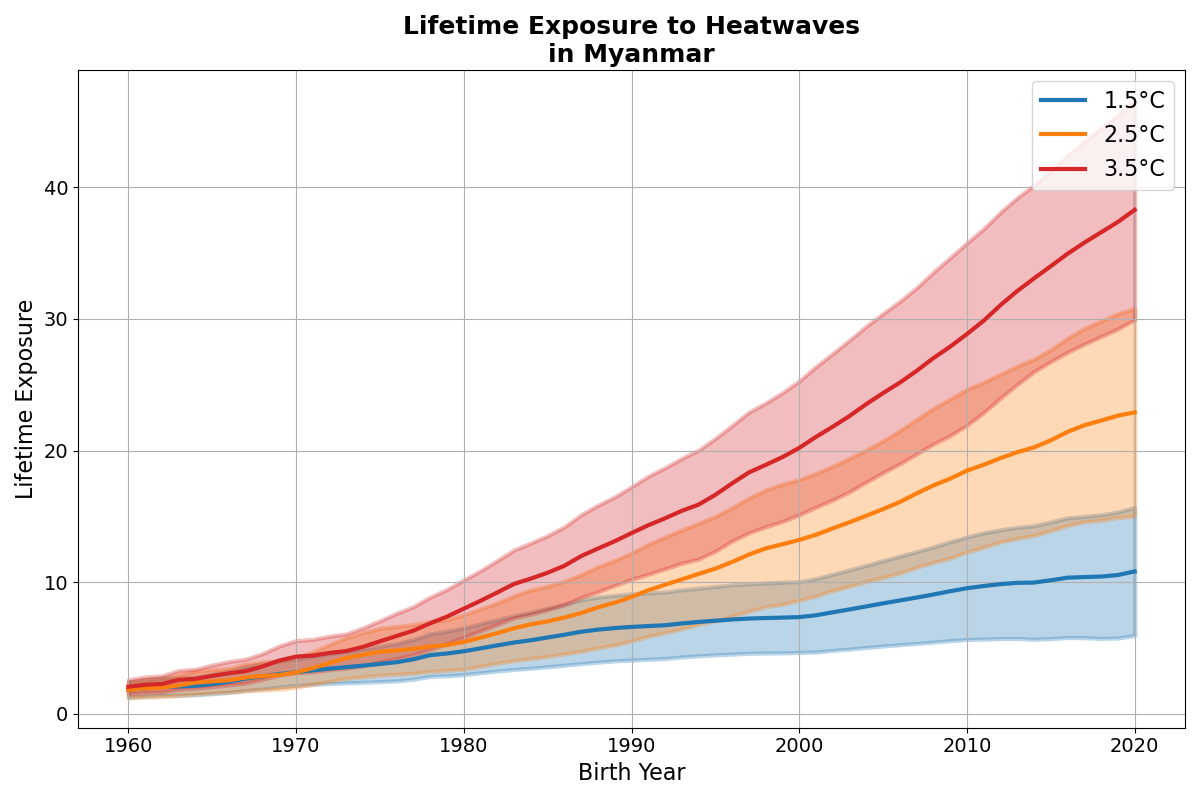 Lifetime Exposure to Heatwaves
in Myanmar
1.5°C
2.5°C
3.5°C
Lifetime Exposure
40
30
20
10
0
1960 1970 1980 1990 2000 2010 2020
Birth Year